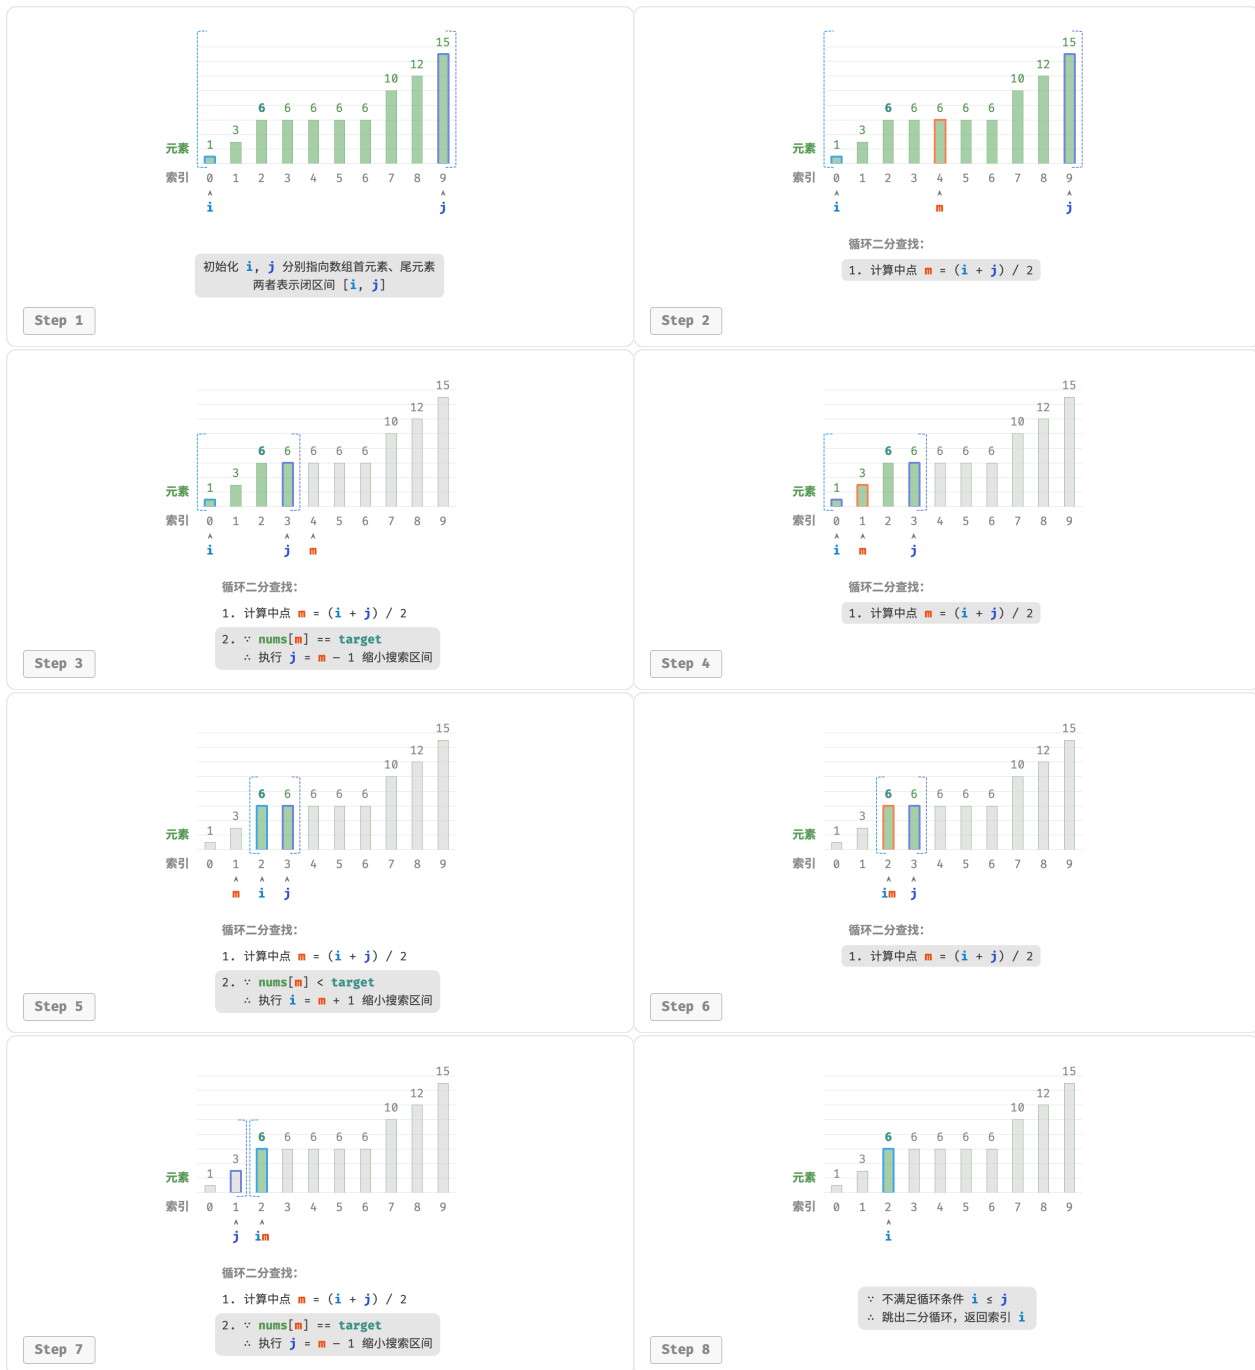 15
12
10
6 6 6 6 6
3
1
元素
索引 0 1 2 3 4 5 6 7 8 9
i j
初始化 i, j 分别指向数组首元素、尾元素
两者表示闭区间 [i, j]
Step 1
15
12
10
6 6 6 6 6
3
1
元素
索引 0 1 2 3 4 5 6 7 8 9
i m j
循环二分查找:
1. 计算中点 m = (i + j) / 2
Step 2
15
12
10
6 6 6 6 6
3
1
元素
索引 0 1 2 3 4 5 6 7 8 9
i j m
循环二分查找:
1. 计算中点 m = (i + j) / 2
2. ∵ nums[m] == target
∴ 执行 j = m − 1 缩小搜索区间
Step 3
15
12
10
6 6 6 6 6
3
1
元素
索引 0 1 2 3 4 5 6 7 8 9
i m j
循环二分查找:
1. 计算中点 m = (i + j) / 2
Step 4
15
12
10
6 6 6 6 6
3
1
元素
索引 0 1 2 3 4 5 6 7 8 9
m i j
循环二分查找:
1. 计算中点 m = (i + j) / 2
2. ∵ nums[m] < target
∴ 执行 i = m + 1 缩小搜索区间
Step 5
15
12
10
6 6 6 6 6
3
1
元素
索引 0 1 2 3 4 5 6 7 8 9
im j
循环二分查找:
1. 计算中点 m = (i + j) / 2
Step 6
15
12
10
6 6 6 6 6
3
1
元素
索引 0 1 2 3 4 5 6 7 8 9
j im
循环二分查找:
1. 计算中点 m = (i + j) / 2
2. ∵ nums[m] == target
∴ 执行 j = m − 1 缩小搜索区间
Step 7
15
12
10
6 6 6 6 6
3
1
元素
索引 0 1 2 3 4 5 6 7 8 9
i
∵ 不满足循环条件 i ≤ j
∴ 跳出二分循环，返回索引 i
Step 8